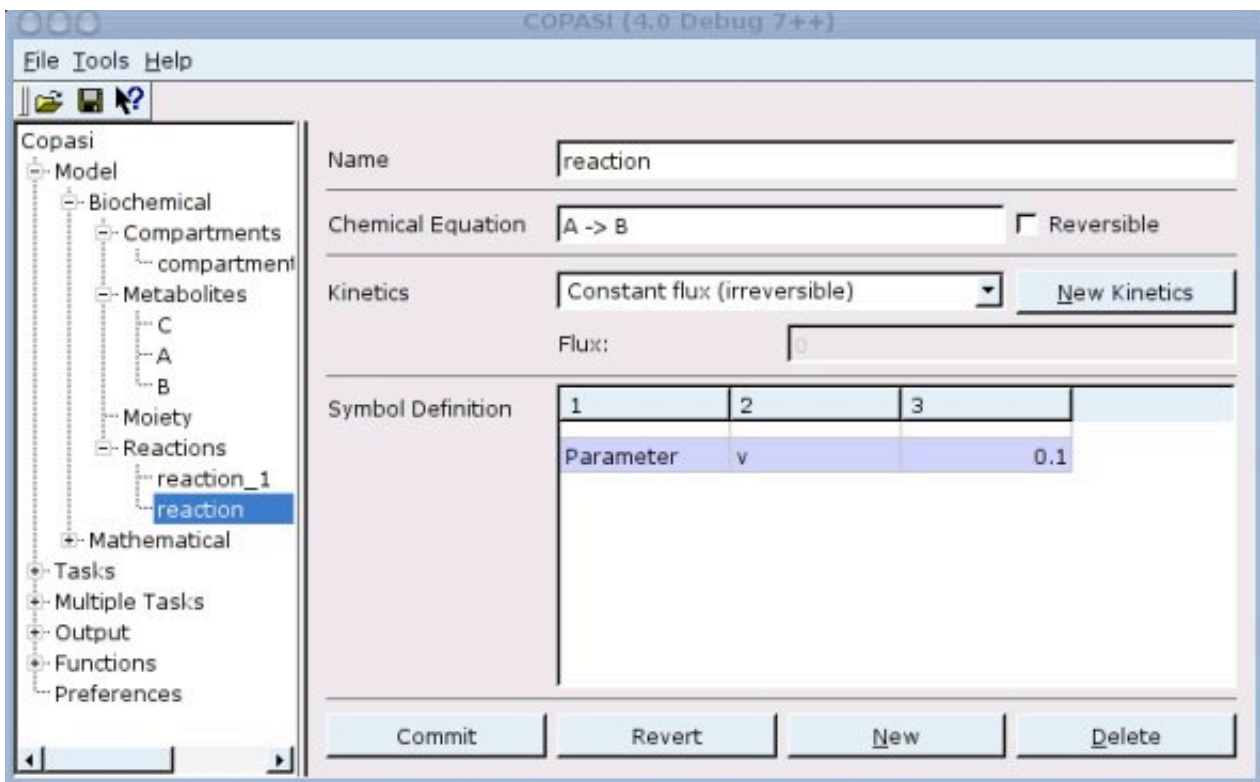 COPASI (4.0 Debug 7++)
File Tools Help
Copasi
Model
Biochemical
Compartments
compartment
Metabolites
C
A
B
Moiety
Reactions
reaction_1
reaction
Mathematical
Tasks
Multiple Tasks
Output
Functions
Preferences
Name reaction
Chemical Equation A -> B Reversible
Kinetics Constant flux (irreversible) New Kinetics
Flux: 0
Symbol Definition 1 2 3
Parameter v 0.1
Commit Revert New Delete